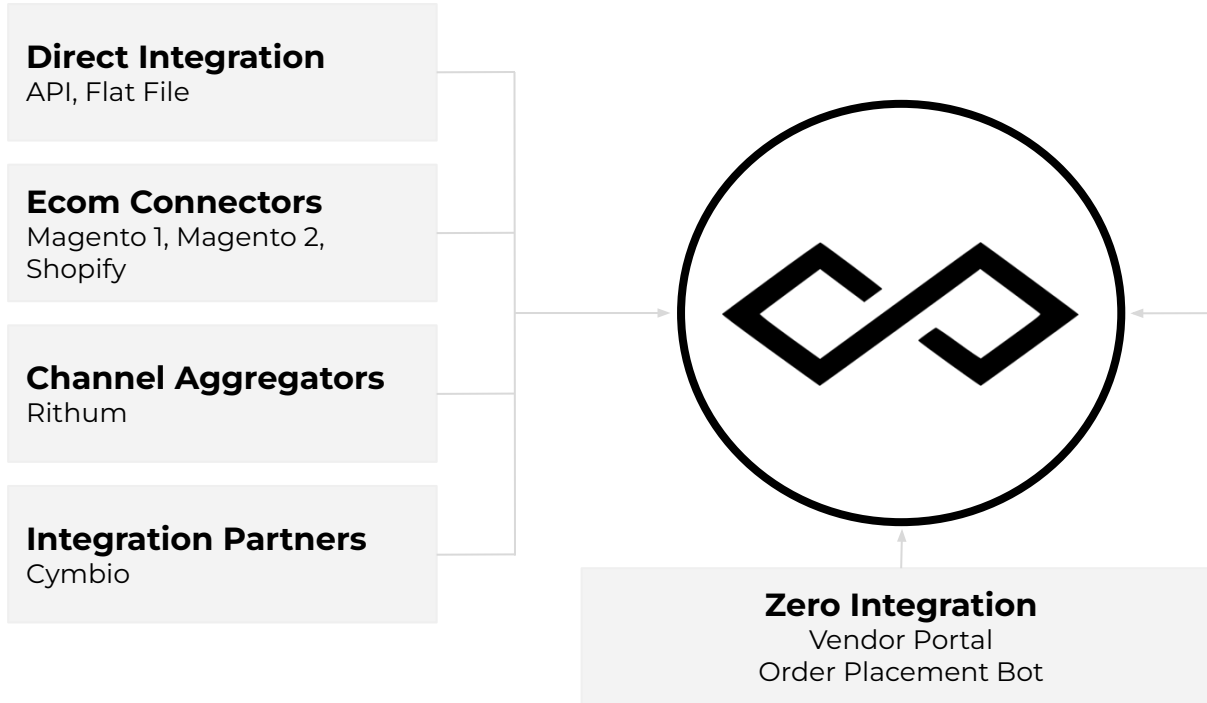 Direct Integration
API, Flat File
Ecom Connectors
Magento 1, Magento 2,
Shopify
Channel Aggregators
Rithum
Integration Partners
Cymbio
Zero Integration
Vendor Portal
Order Placement Bot